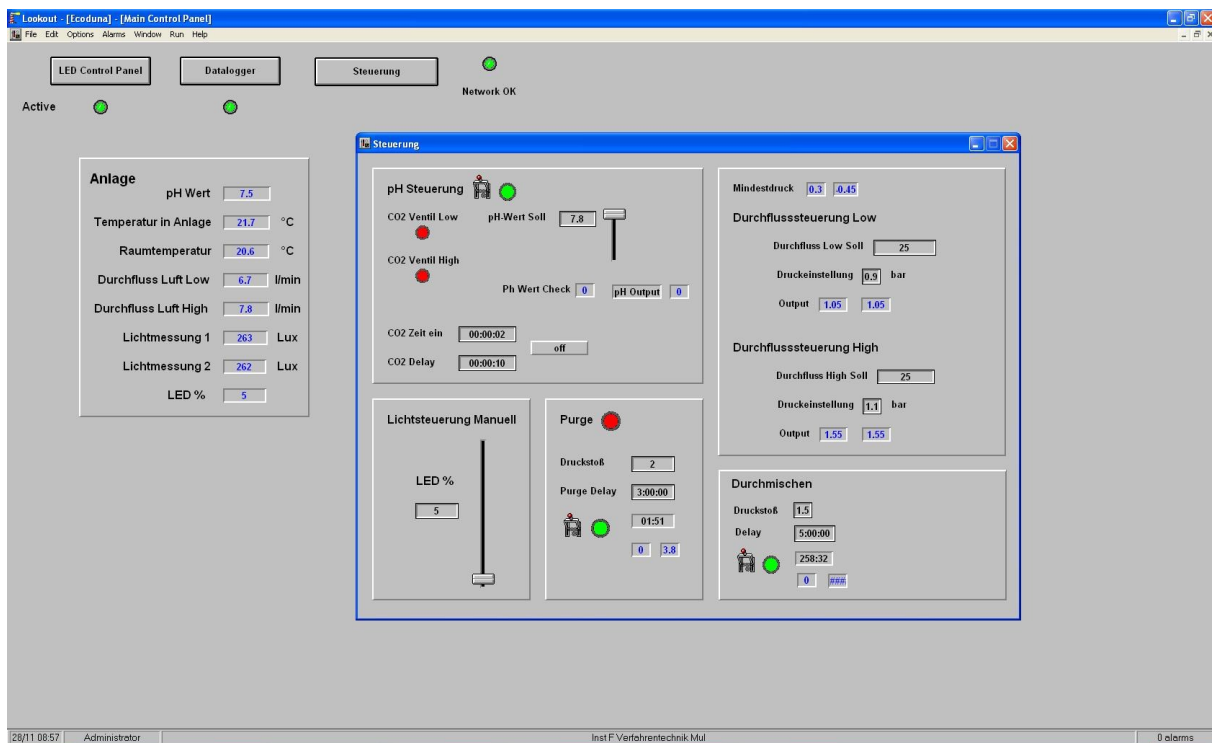 Lookout - [Ecoduna] - [Main Control Panel]
File Edit Options Alarms Window Run Help
LED Control Panel
Datalogger
Steuerung
Network OK
Active
Anlage
pH Wert 7.5
Temperatur in Anlage 21.7 °C
Raumtemperatur 20.6 °C
Durchfluss Luft Low 6.7 l/min
Durchfluss Luft High 7.8 l/min
Lichtmessung 1 263 Lux
Lichtmessung 2 262 Lux
LED % 5
Steuerung
pH Steuerung
CO2 Ventil Low pH-Wert Soll 7.8
CO2 Ventil High
Ph Wert Check 0 pH Output 0
CO2 Zeit ein 00:00:02
off
CO2 Delay 00:00:10
Lichtsteuerung Manuell
LED %
5
Purge
Druckstoß 2
Purge Delay 3:00:00
01:51
0 3.8
Mindestdruck 0.3 -0.45
Durchflusssteuerung Low
Durchfluss Low Soll 25
Druckeinstellung 0.9 bar
Output 1.05 1.05
Durchflusssteuerung High
Durchfluss High Soll 25
Druckeinstellung 1.1 bar
Output 1.55 1.55
Durchmischen
Druckstoß 1.5
Delay 5:00:00
258:32
0 ###
28/11 08:57 Administrator Inst F Verfahrentechnik Mul 0 alarms